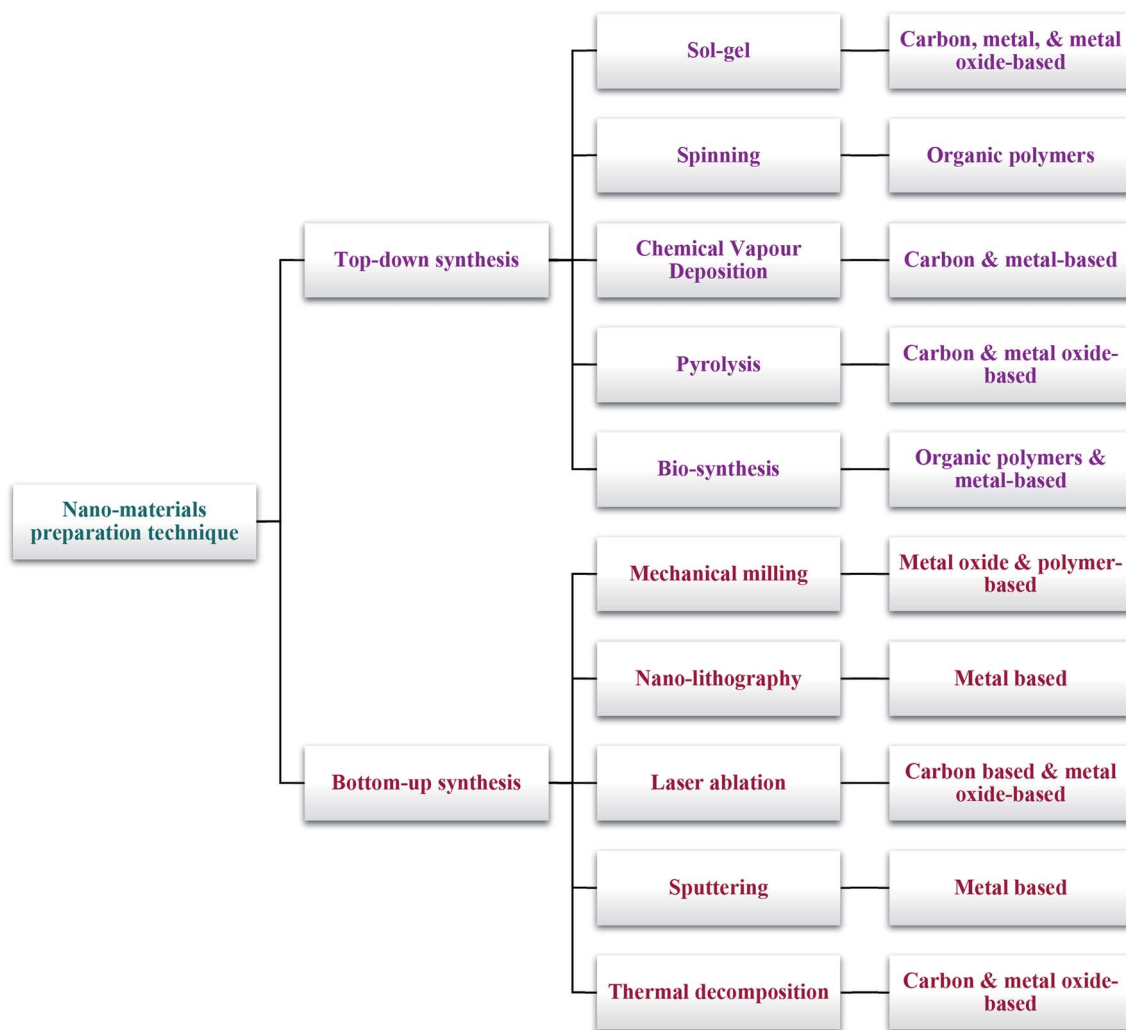 Nano-materials
preparation technique
Top-down synthesis
Sol-gel
Carbon, metal, & metal
oxide-based
Spinning
Organic polymers
Chemical Vapour
Deposition
Carbon & metal-based
Pyrolysis
Carbon & metal oxide-
based
Bio-synthesis
Organic polymers &
metal-based
Bottom-up synthesis
Mechanical milling
Metal oxide & polymer-
based
Nano-lithography
Metal based
Laser ablation
Carbon based & metal
oxide-based
Sputtering
Metal based
Thermal decomposition
Carbon & metal oxide-
based